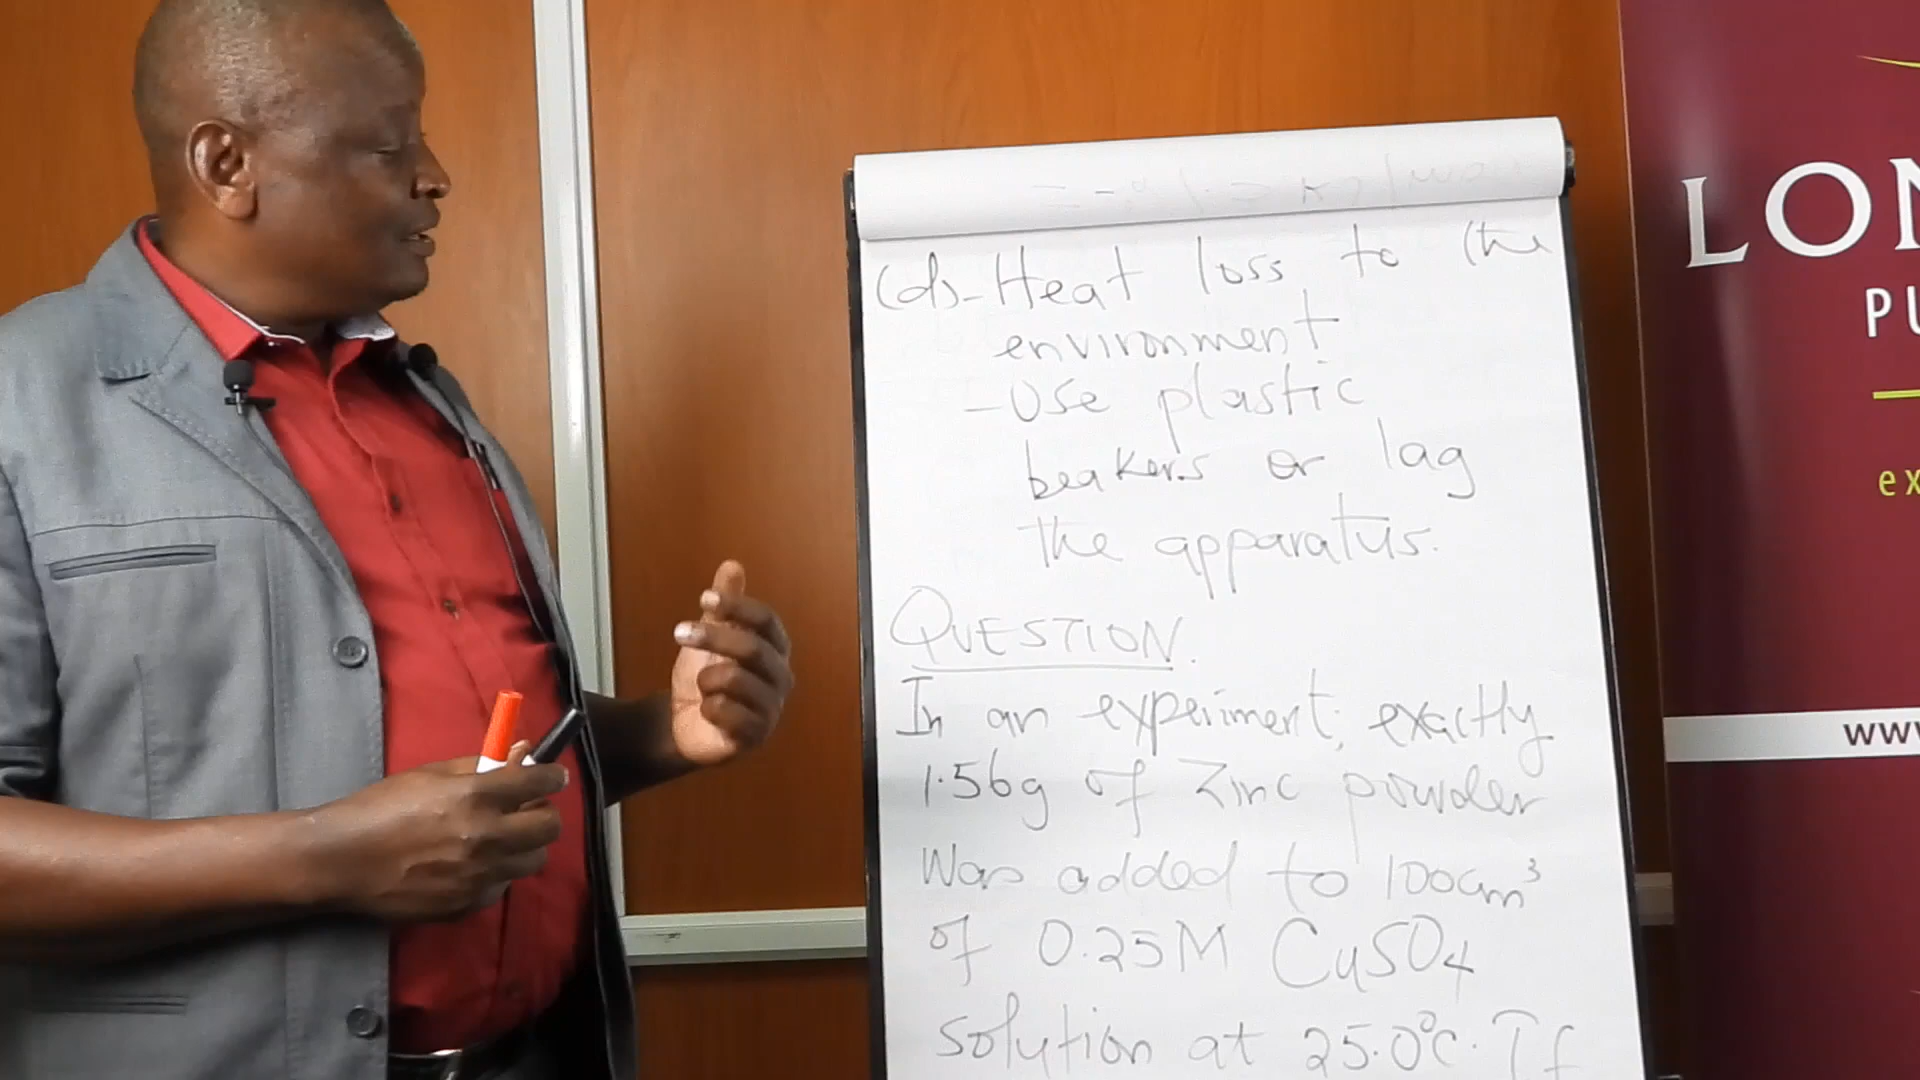 (d) - Heat loss to the
environment
- Use plastic
beakers or lag
the apparatus.
QUESTION.
In an experiment, exactly
1.56g of Zinc powder
was added to 100cm³
of 0.25M CuSO4
solution at 25.0°C. If
LON
PU
ex
www